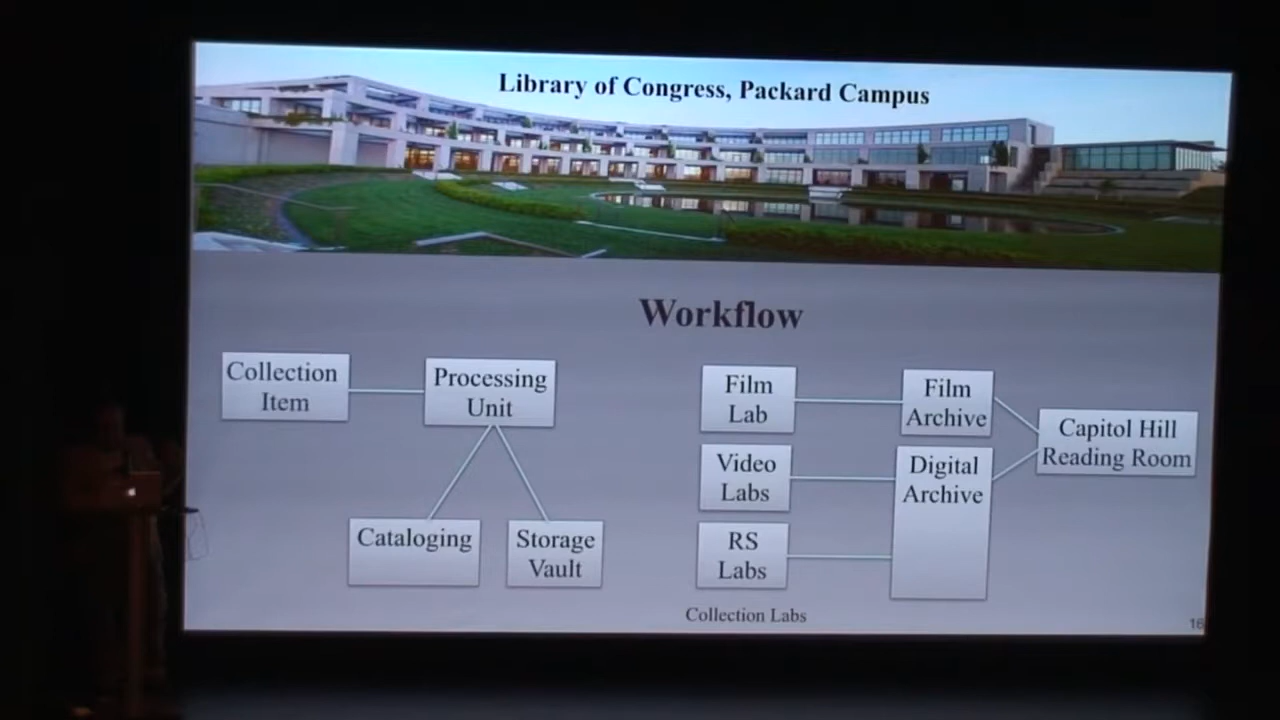 Library of Congress, Packard Campus
Workflow
Collection
Item
Processing
Unit
Cataloging
Storage
Vault
Film
Lab
Video
Labs
RS
Labs
Collection Labs
Film
Archive
Digital
Archive
Capitol Hill
Reading Room
16